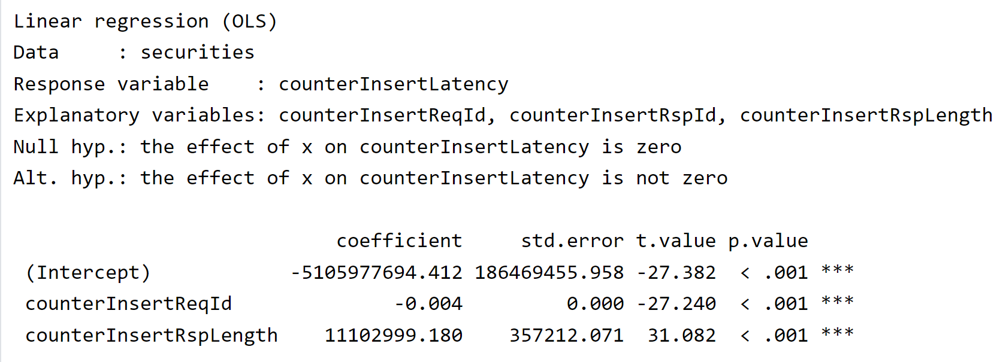 Linear regression (OLS)
Data     : securities
Response variable    : counterInsertLatency
Explanatory variables: counterInsertReqId, counterInsertRspId, counterInsertRspLength
Null hyp.: the effect of x on counterInsertLatency is zero
Alt. hyp.: the effect of x on counterInsertLatency is not zero
coefficient std.error t.value p.value
(Intercept) -5105977694.412 186469455.958 -27.382 < .001 ***
counterInsertReqId -0.004 0.000 -27.240 < .001 ***
counterInsertRspLength 11102999.180 357212.071 31.082 < .001 ***